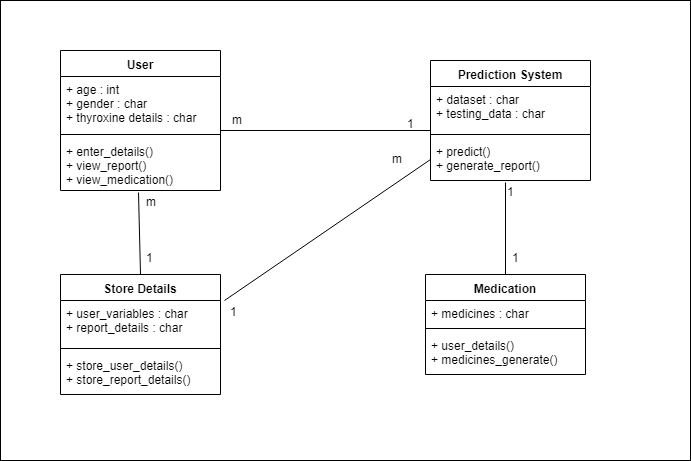 User
+ age : int
+ gender : char
+ thyroxine details : char
+ enter_details()
+ view_report()
+ view_medication()
Prediction System
+ dataset : char
+ testing_data : char
+ predict()
+ generate_report()
m
1
m
m
1
1
1
1
Store Details
+ user_variables : char
+ report_details : char
+ store_user_details()
+ store_report_details()
Medication
+ medicines : char
+ user_details()
+ medicines_generate()